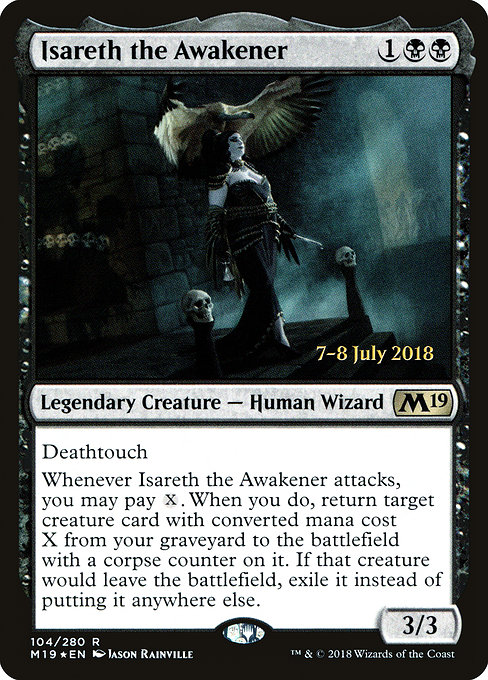 Isareth the Awakener 1
7–8 July 2018
Legendary Creature — Human Wizard M19
Deathtouch
Whenever Isareth the Awakener attacks,
you may pay X. When you do, return target
creature card with converted mana cost
X from your graveyard to the battlefield
with a corpse counter on it. If that creature
would leave the battlefield, exile it instead of
putting it anywhere else.
3/3
104/280 R
M19 ★ EN Jason Rainville ™ & © 2018 Wizards of the Coast